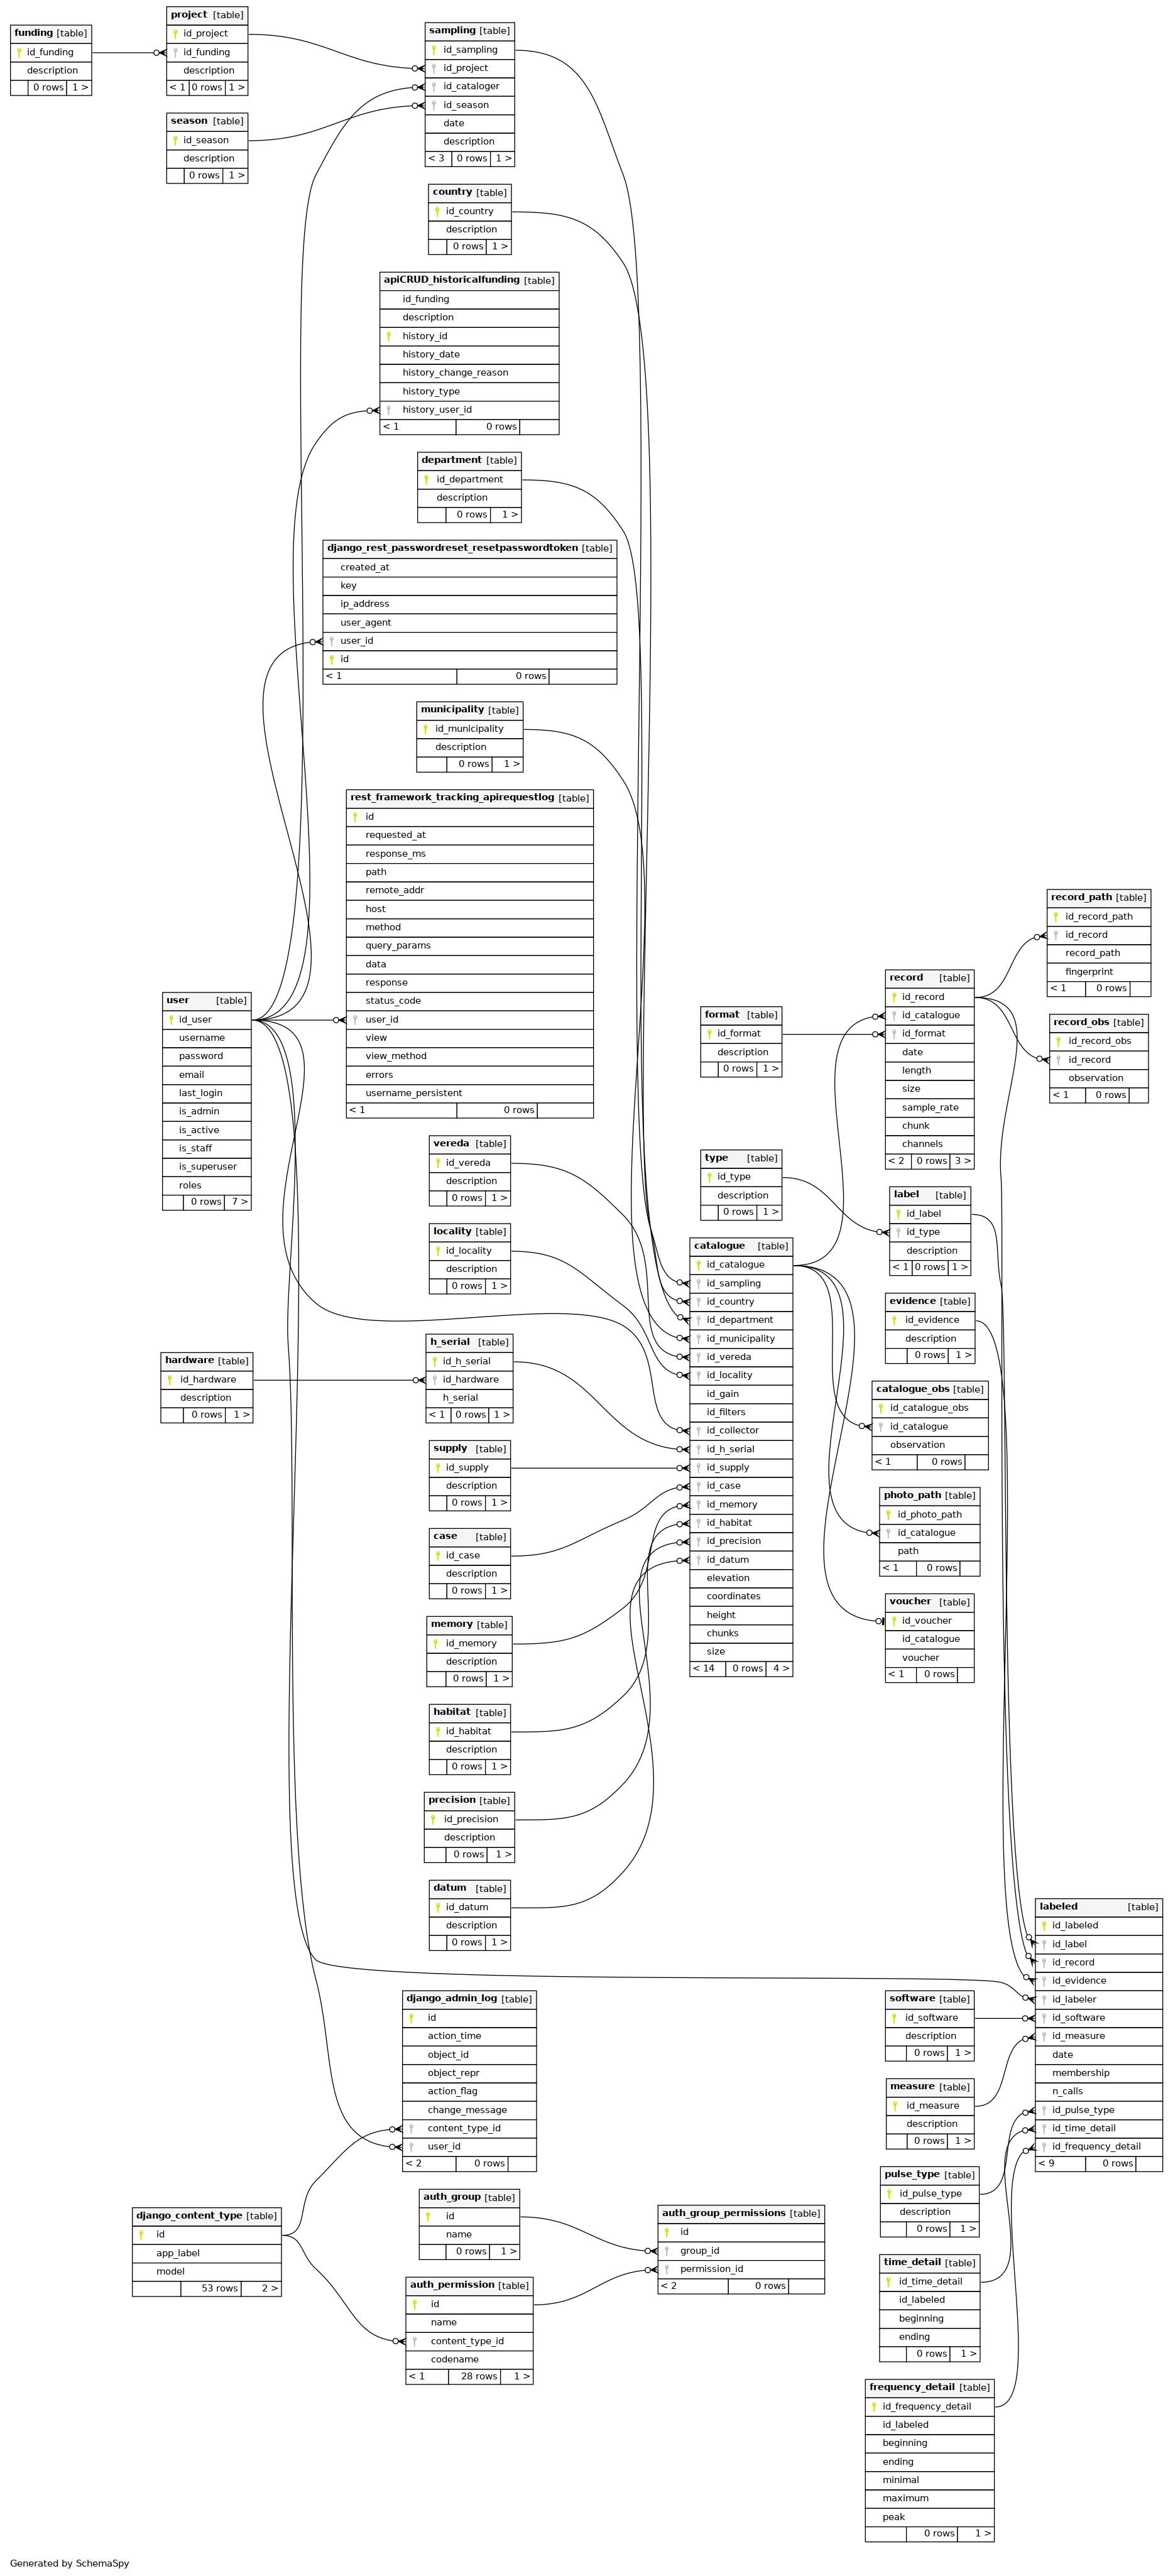 funding [table]
id_funding
description
0 rows 1 >
project [table]
id_project
id_funding
description
< 1 0 rows 1 >
season [table]
id_season
description
0 rows 1 >
sampling [table]
id_sampling
id_project
id_cataloger
id_season
date
description
< 3 0 rows 1 >
country [table]
id_country
description
0 rows 1 >
apiCRUD_historicalfunding [table]
id_funding
description
history_id
history_date
history_change_reason
history_type
history_user_id
< 1 0 rows
department [table]
id_department
description
0 rows 1 >
django_rest_passwordreset_resetpasswordtoken [table]
created_at
key
ip_address
user_agent
user_id
id
< 1 0 rows
municipality [table]
id_municipality
description
0 rows 1 >
rest_framework_tracking_apirequestlog [table]
id
requested_at
response_ms
path
remote_addr
host
method
query_params
data
response
status_code
user_id
view
view_method
errors
username_persistent
< 1 0 rows
user [table]
id_user
username
password
email
last_login
is_admin
is_active
is_staff
is_superuser
roles
0 rows 7 >
vereda [table]
id_vereda
description
0 rows 1 >
locality [table]
id_locality
description
0 rows 1 >
hardware [table]
id_hardware
description
0 rows 1 >
h_serial [table]
id_h_serial
id_hardware
h_serial
< 1 0 rows 1 >
supply [table]
id_supply
description
0 rows 1 >
case [table]
id_case
description
0 rows 1 >
memory [table]
id_memory
description
0 rows 1 >
habitat [table]
id_habitat
description
0 rows 1 >
precision [table]
id_precision
description
0 rows 1 >
datum [table]
id_datum
description
0 rows 1 >
format [table]
id_format
description
0 rows 1 >
type [table]
id_type
description
0 rows 1 >
catalogue [table]
id_catalogue
id_sampling
id_country
id_department
id_municipality
id_vereda
id_locality
id_gain
id_filters
id_collector
id_h_serial
id_supply
id_case
id_memory
id_habitat
id_precision
id_datum
elevation
coordinates
height
chunks
size
< 14 0 rows 4 >
record [table]
id_record
id_catalogue
id_format
date
length
size
sample_rate
chunk
channels
< 2 0 rows 3 >
record_path [table]
id_record_path
id_record
record_path
fingerprint
< 1 0 rows
record_obs [table]
id_record_obs
id_record
observation
< 1 0 rows
label [table]
id_label
id_type
description
< 1 0 rows 1 >
evidence [table]
id_evidence
description
0 rows 1 >
catalogue_obs [table]
id_catalogue_obs
id_catalogue
observation
< 1 0 rows
photo_path [table]
id_photo_path
id_catalogue
path
< 1 0 rows
voucher [table]
id_voucher
id_catalogue
voucher
< 1 0 rows
labeled [table]
id_labeled
id_label
id_record
id_evidence
id_labeler
id_software
id_measure
date
membership
n_calls
id_pulse_type
id_time_detail
id_frequency_detail
< 9 0 rows
software [table]
id_software
description
0 rows 1 >
measure [table]
id_measure
description
0 rows 1 >
pulse_type [table]
id_pulse_type
description
0 rows 1 >
time_detail [table]
id_time_detail
id_labeled
beginning
ending
0 rows 1 >
frequency_detail [table]
id_frequency_detail
id_labeled
beginning
ending
minimal
maximum
peak
0 rows 1 >
django_admin_log [table]
id
action_time
object_id
object_repr
action_flag
change_message
content_type_id
user_id
< 2 0 rows
django_content_type [table]
id
app_label
model
53 rows 2 >
auth_group [table]
id
name
0 rows 1 >
auth_permission [table]
id
name
content_type_id
codename
< 1 28 rows 1 >
auth_group_permissions [table]
id
group_id
permission_id
< 2 0 rows
Generated by SchemaSpy